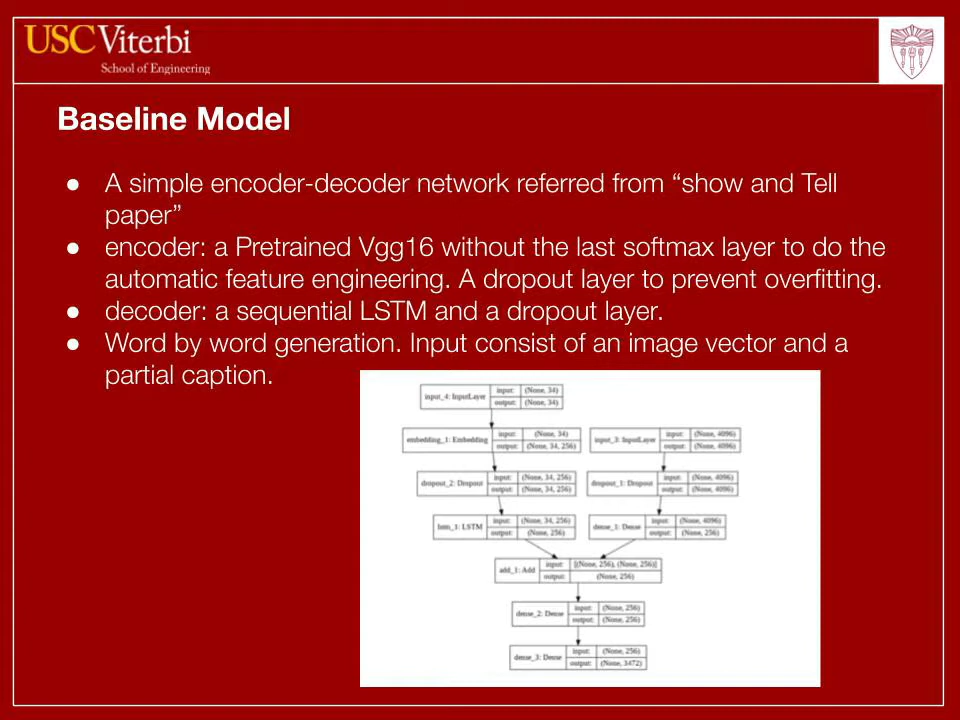 USC Viterbi
School of Engineering
Baseline Model
● A simple encoder-decoder network referred from “show and Tell
paper”
● encoder: a Pretrained Vgg16 without the last softmax layer to do the
automatic feature engineering. A dropout layer to prevent overfitting.
● decoder: a sequential LSTM and a dropout layer.
● Word by word generation. Input consist of an image vector and a
partial caption.
input_4: InputLayer
input: (None, 34)
output: (None, 34)
embedding_1: Embedding
input: (None, 34)
output: (None, 34, 256)
input_3: InputLayer
input: (None, 4096)
output: (None, 4096)
dropout_2: Dropout
input: (None, 34, 256)
output: (None, 34, 256)
dropout_1: Dropout
input: (None, 4096)
output: (None, 4096)
lstm_1: LSTM
input: (None, 34, 256)
output: (None, 256)
dense_1: Dense
input: (None, 4096)
output: (None, 256)
add_1: Add
input: [(None, 256), (None, 256)]
output: (None, 256)
dense_2: Dense
input: (None, 256)
output: (None, 256)
dense_3: Dense
input: (None, 256)
output: (None, 3472)